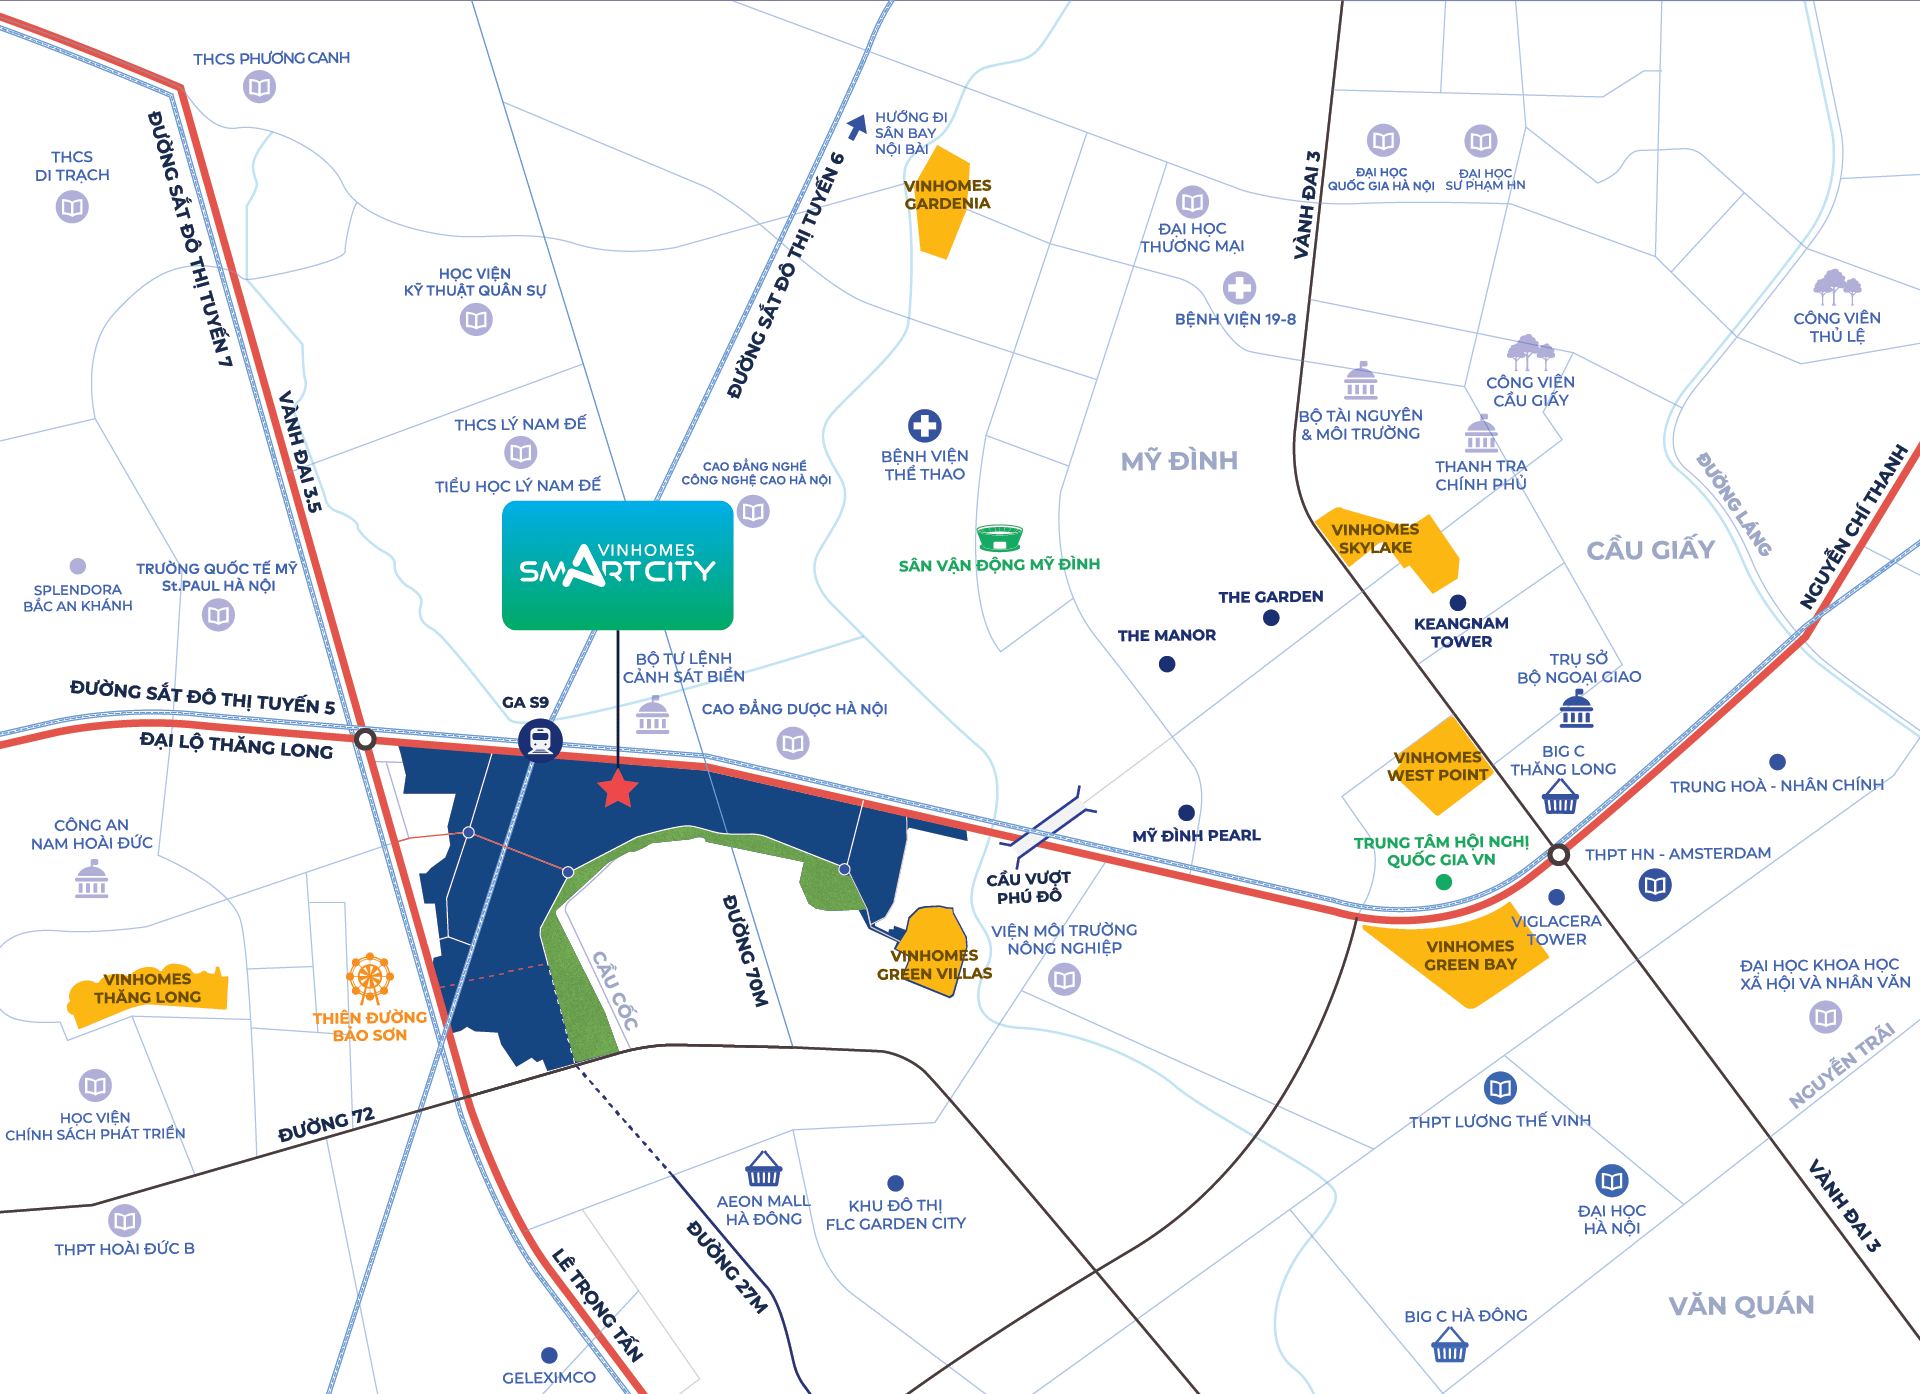 THCS PHƯƠNG CANH
THCS
DI TRẠCH
ĐƯỜNG SẮT ĐÔ THỊ TUYẾN 7
HƯỚNG ĐI
SÂN BAY
NỘI BÀI
ĐƯỜNG SẮT ĐÔ THỊ TUYẾN 6
VINHOMES
GARDENIA
VÀNH ĐAI 3
ĐẠI HỌC
QUỐC GIA HÀ NỘI
ĐẠI HỌC
SƯ PHẠM HN
ĐẠI HỌC
THƯƠNG MẠI
BỆNH VIỆN 19-8
HỌC VIỆN
KỸ THUẬT QUÂN SỰ
CÔNG VIÊN
THỦ LỆ
CÔNG VIÊN
CẦU GIẤY
BỘ TÀI NGUYÊN
& MÔI TRƯỜNG
THANH TRA
CHÍNH PHỦ
VÀNH ĐAI 3.5
THCS LÝ NAM ĐẾ
TIỂU HỌC LÝ NAM ĐẾ
CAO ĐẲNG NGHỀ
CÔNG NGHỆ CAO HÀ NỘI
BỆNH VIỆN
THỂ THAO
MỸ ĐÌNH
ĐƯỜNG LÁNG
NGUYỄN CHÍ THANH
CẦU GIẤY
VINHOMES
SKYLAKE
VINHOMES
SMARTCITY
SÂN VẬN ĐỘNG MỸ ĐÌNH
SPLENDORA
BẮC AN KHÁNH
TRƯỜNG QUỐC TẾ MỸ
St.PAUL HÀ NỘI
THE GARDEN
THE MANOR
KEANGNAM
TOWER
TRỤ SỞ
BỘ NGOẠI GIAO
BỘ TƯ LỆNH
CẢNH SÁT BIỂN
ĐƯỜNG SẮT ĐÔ THỊ TUYẾN 5
ĐẠI LỘ THĂNG LONG
GA S9
CAO ĐẲNG DƯỢC HÀ NỘI
VINHOMES
WEST POINT
BIG C
THĂNG LONG
TRUNG HOÀ - NHÂN CHÍNH
MỸ ĐÌNH PEARL
TRUNG TÂM HỘI NGHỊ
QUỐC GIA VN
THPT HN - AMSTERDAM
CÔNG AN
NAM HOÀI ĐỨC
CẦU VƯỢT
PHÚ ĐÔ
VIGLACERA
TOWER
VIỆN MÔI TRƯỜNG
NÔNG NGHIỆP
VINHOMES
GREEN VILLAS
VINHOMES
GREEN BAY
ĐẠI HỌC KHOA HỌC
XÃ HỘI VÀ NHÂN VĂN
ĐƯỜNG 70M
CẦU CỐC
VINHOMES
THĂNG LONG
THIÊN ĐƯỜNG
BẢO SƠN
NGUYỄN TRÃI
HỌC VIỆN
CHÍNH SÁCH PHÁT TRIỂN
ĐƯỜNG 72
THPT LƯƠNG THẾ VINH
AEON MALL
HÀ ĐÔNG
KHU ĐÔ THỊ
FLC GARDEN CITY
ĐẠI HỌC
HÀ NỘI
VÀNH ĐAI 3
THPT HOÀI ĐỨC B
ĐƯỜNG 27M
LÊ TRỌNG TẤN
VĂN QUÁN
BIG C HÀ ĐÔNG
GELEXIMCO